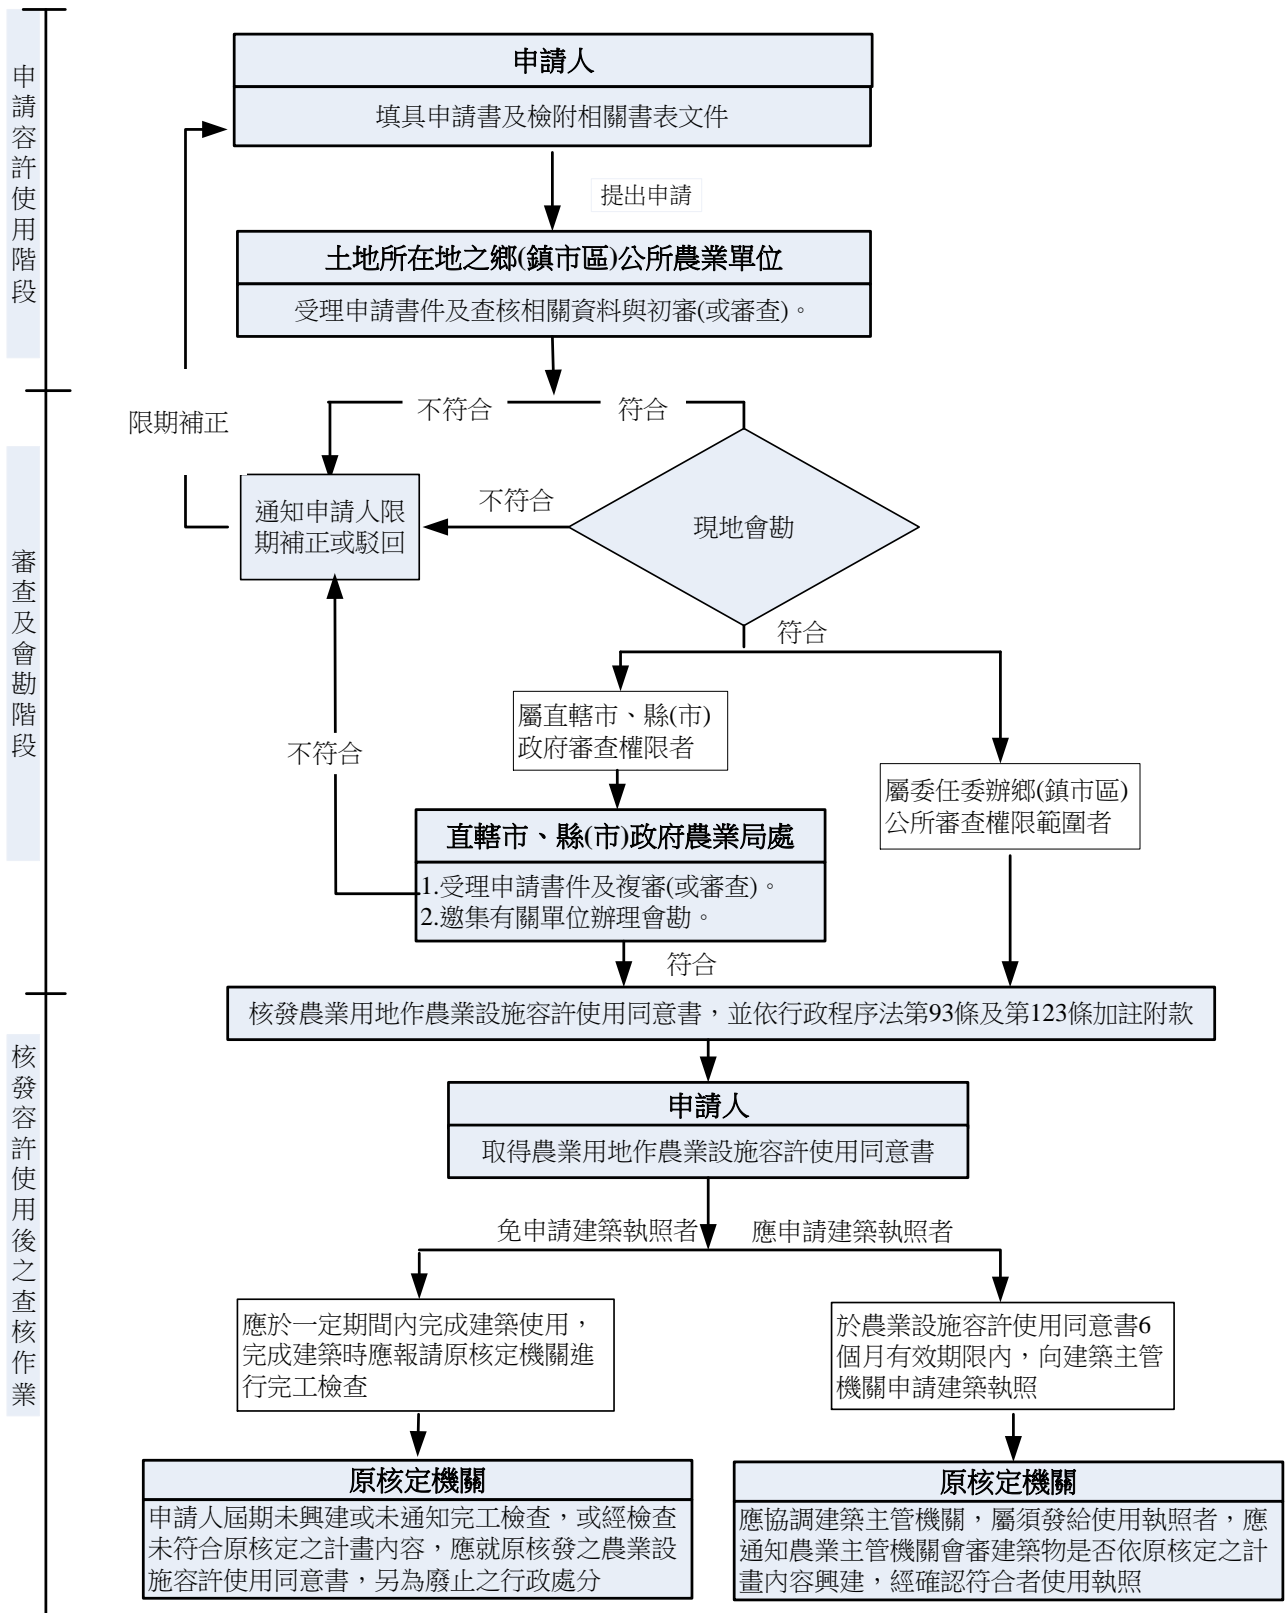 申請容許使用階段
申請人
填具申請書及檢附相關書表文件
提出申請
土地所在地之鄉(鎮市區)公所農業單位
受理申請書件及查核相關資料與初審(或審查)。
不符合
符合
限期補正
審查及會勘階段
通知申請人限
期補正或駁回
不符合
現地會勘
符合
屬直轄市、縣(市)
政府審查權限者
不符合
屬委任委辦鄉(鎮市區)
公所審查權限範圍者
直轄市、縣(市)政府農業局處
1.受理申請書件及複審(或審查)。
2.邀集有關單位辦理會勘。
符合
核發容許使用後之查核作業
核發農業用地作農業設施容許使用同意書，並依行政程序法第93條及第123條加註附款
申請人
取得農業用地作農業設施容許使用同意書
免申請建築執照者
應申請建築執照者
應於一定期間內完成建築使用，
完成建築時應報請原核定機關進
行完工檢查
於農業設施容許使用同意書6
個月有效期限內，向建築主管
機關申請建築執照
原核定機關
申請人屆期未興建或未通知完工檢查，或經檢查
未符合原核定之計畫內容，應就原核發之農業設
施容許使用同意書，另為廢止之行政處分
原核定機關
應協調建築主管機關，屬須發給使用執照者，應
通知農業主管機關會審建築物是否依原核定之計
畫內容興建，經確認符合者使用執照